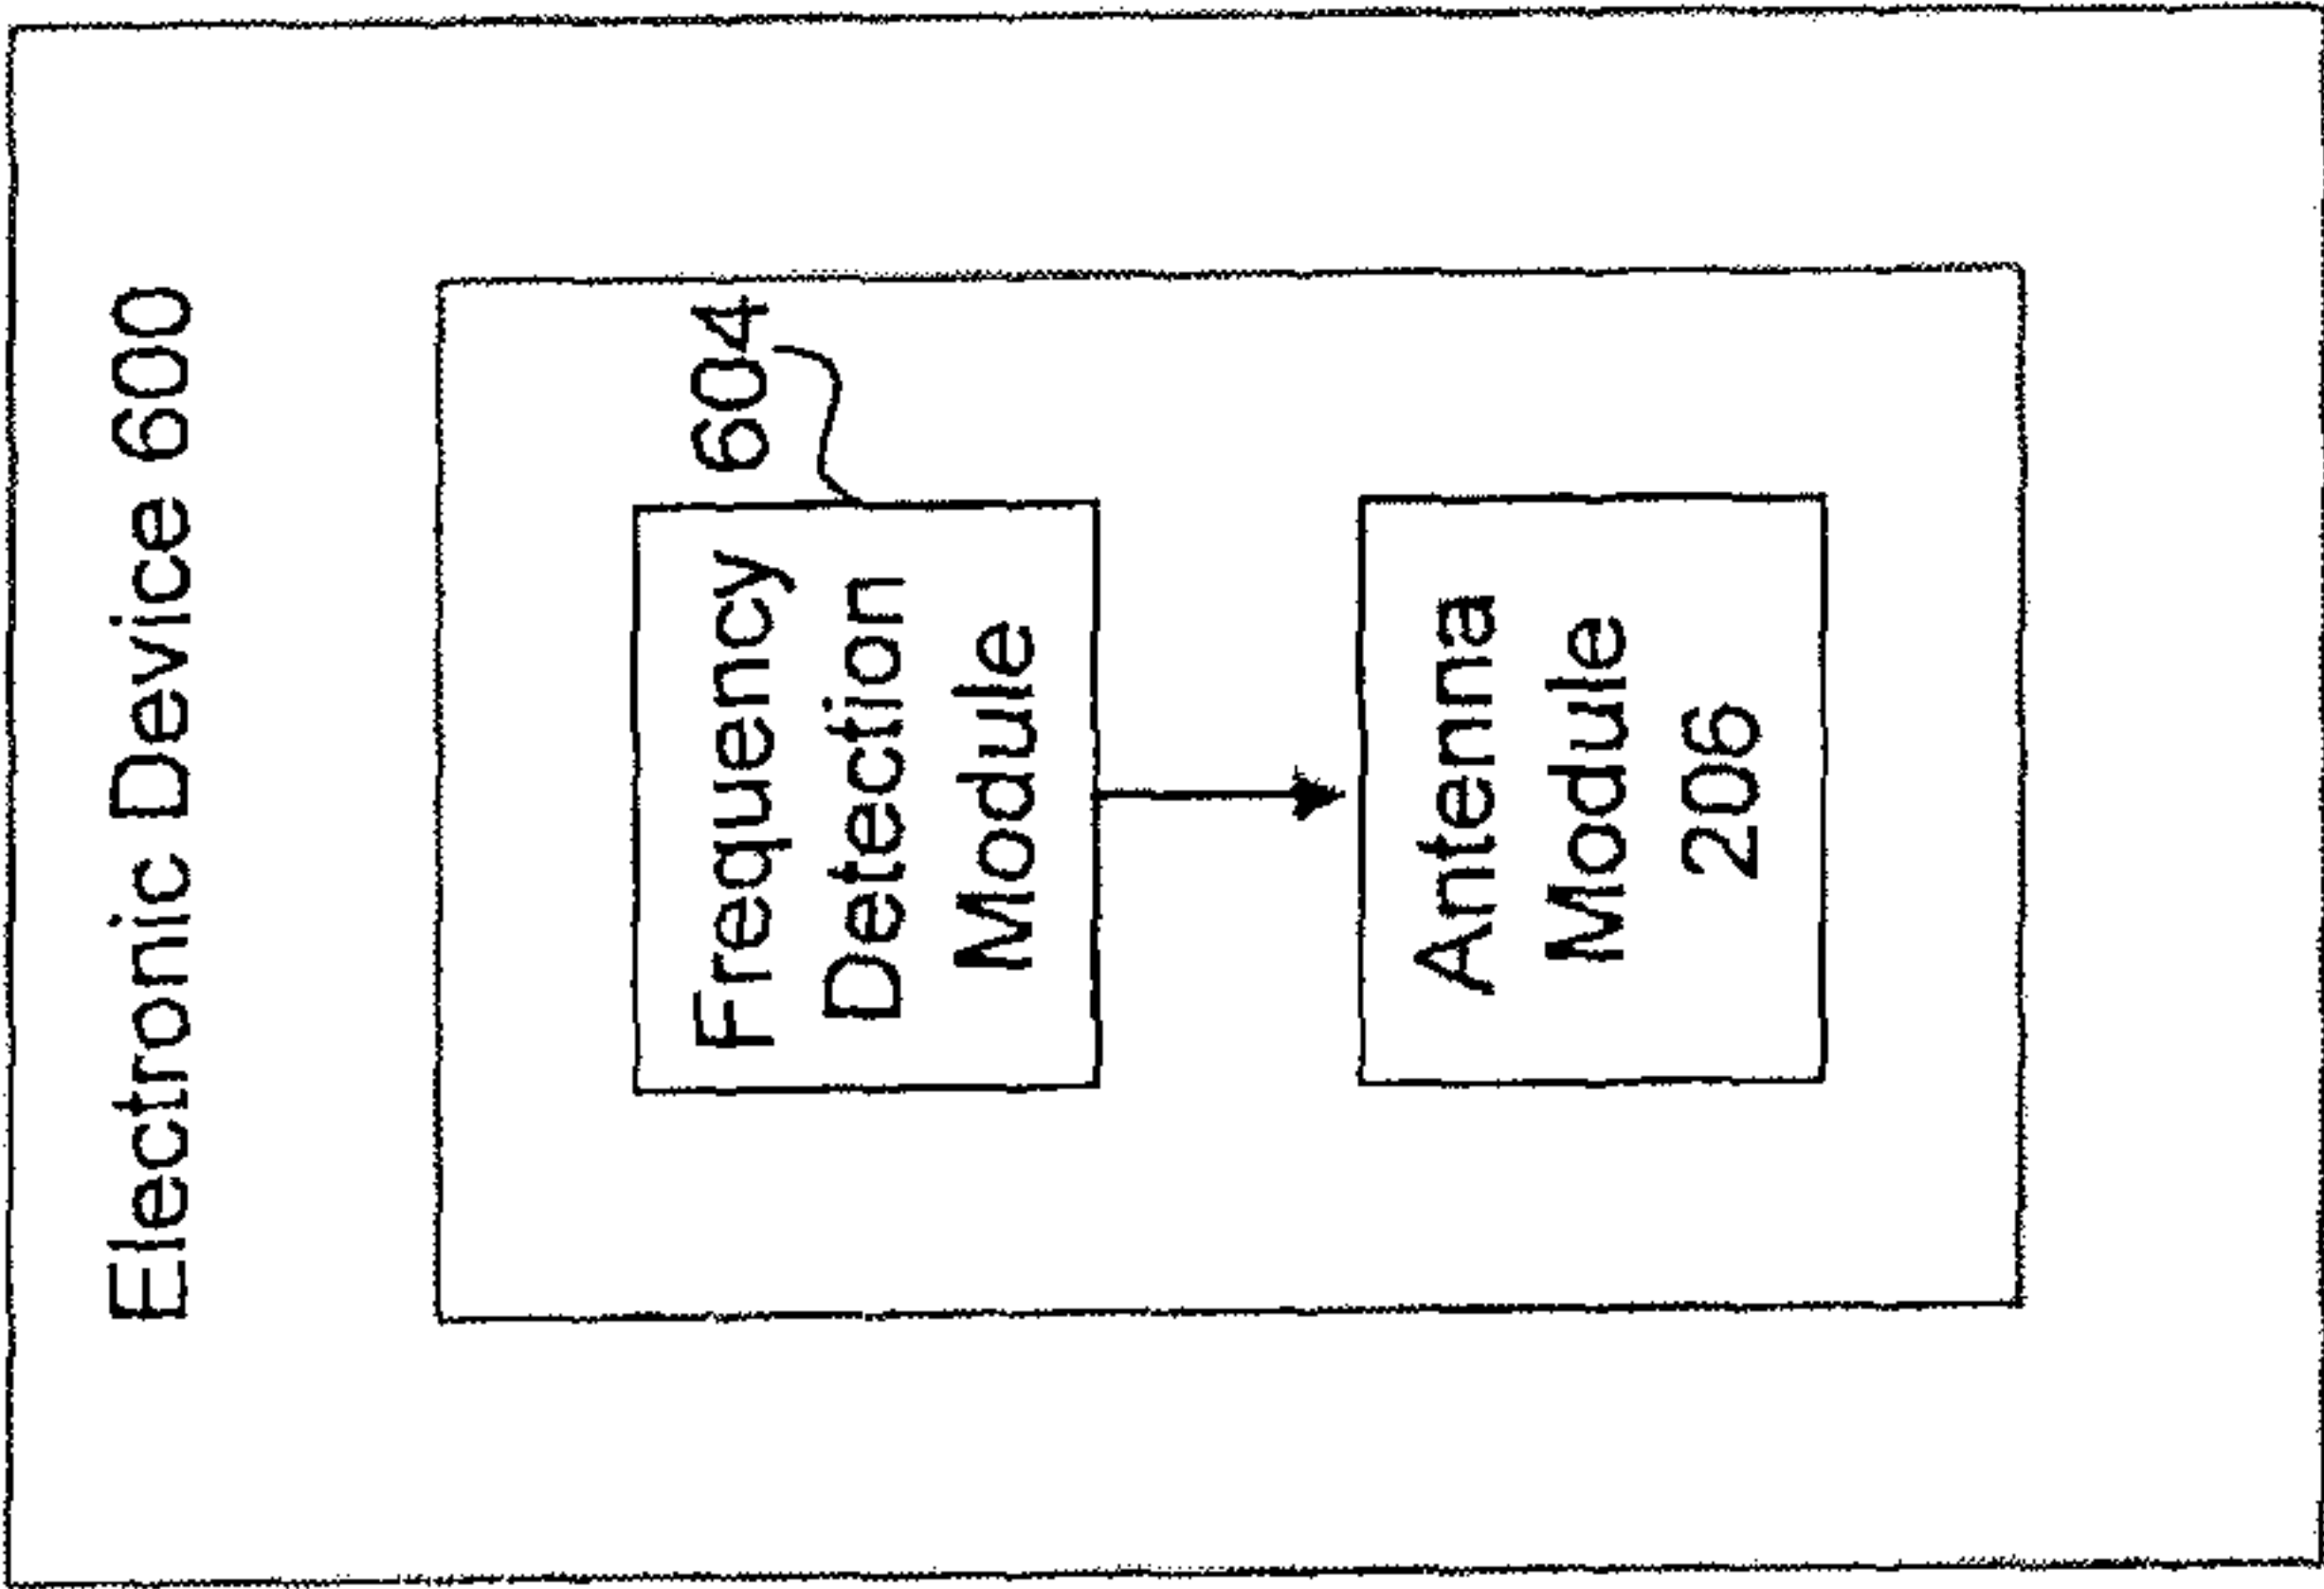 Electronic Device 600
604
Frequency
Detection
Module
Antenna
Module
206